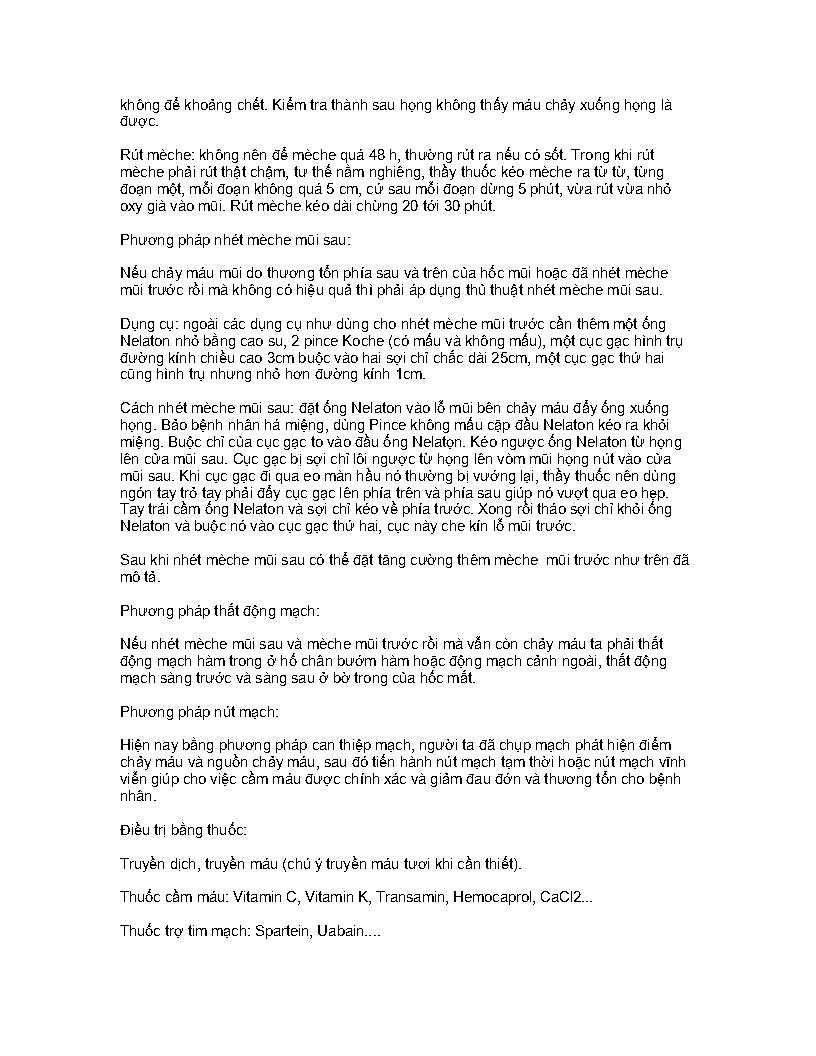 không để khoảng chết. Kiểm tra thành sau họng không thấy máu chảy xuống họng là
được.
Rút mèche: không nên để mèche quá 48 h, thường rút ra nếu có sốt. Trong khi rút
mèche phải rút thật chậm, tư thế nằm nghiêng, thầy thuốc kéo mèche ra từ từ, từng
đoạn một, mỗi đoạn không quá 5 cm, cứ sau mỗi đoạn dừng 5 phút, vừa rút vừa nhỏ
oxy già vào mũi. Rút mèche kéo dài chừng 20 tới 30 phút.
Phương pháp nhét mèche mũi sau:
Nếu chảy máu mũi do thương tổn phía sau và trên của hốc mũi hoặc đã nhét mèche
mũi trước rồi mà không có hiệu quả thì phải áp dụng thủ thuật nhét mèche mũi sau.
Dụng cụ: ngoài các dụng cụ như dùng cho nhét mèche mũi trước cần thêm một ống
Nelaton nhỏ bằng cao su, 2 pince Koche (có mấu và không mấu), một cục gạc hình trụ
đường kính chiều cao 3cm buộc vào hai sợi chỉ chắc dài 25cm, một cục gạc thứ hai
cũng hình trụ nhưng nhỏ hơn đường kính 1cm.
Cách nhét mèche mũi sau: đặt ống Nelaton vào lỗ mũi bên chảy máu đẩy ống xuống
họng. Bảo bệnh nhân há miệng, dùng Pince không mấu cặp đầu Nelaton kéo ra khỏi
miệng. Buộc chỉ của cục gạc to vào đầu ống Nelatọn. Kéo ngược ống Nelaton từ họng
lên cửa mũi sau. Cục gạc bị sợi chỉ lôi ngược từ họng lên vòm mũi họng nút vào cửa
mũi sau. Khi cục gạc đi qua eo màn hầu nó thường bị vướng lại, thầy thuốc nên dùng
ngón tay trỏ tay phải đẩy cục gạc lên phía trên và phía sau giúp nó vượt qua eo hẹp.
Tay trái cầm ống Nelaton và sợi chỉ kéo về phía trước. Xong rồi tháo sợi chỉ khỏi ống
Nelaton và buộc nó vào cục gạc thứ hai, cục này che kín lỗ mũi trước.
Sau khi nhét mèche mũi sau có thể đặt tăng cường thêm mèche  mũi trước như trên đã
mô tả.
Phương pháp thắt động mạch:
Nếu nhét mèche mũi sau và mèche mũi trước rồi mà vẫn còn chảy máu ta phải thắt
động mạch hàm trong ở hố chân bướm hàm hoặc động mạch cảnh ngoài, thắt động
mạch sàng trước và sàng sau ở bờ trong của hốc mắt.
Phương pháp nút mạch:
Hiện nay bằng phương pháp can thiệp mạch, người ta đã chụp mạch phát hiện điểm
chảy máu và nguồn chảy máu, sau đó tiến hành nút mạch tạm thời hoặc nút mạch vĩnh
viễn giúp cho việc cầm máu được chính xác và giảm đau đớn và thương tổn cho bệnh
nhân.
Điều trị bằng thuốc:
Truyền dịch, truyền máu (chú ý truyền máu tươi khi cần thiết).
Thuốc cầm máu: Vitamin C, Vitamin K, Transamin, Hemocaprol, CaCl2...
Thuốc trợ tim mạch: Spartein, Uabain....